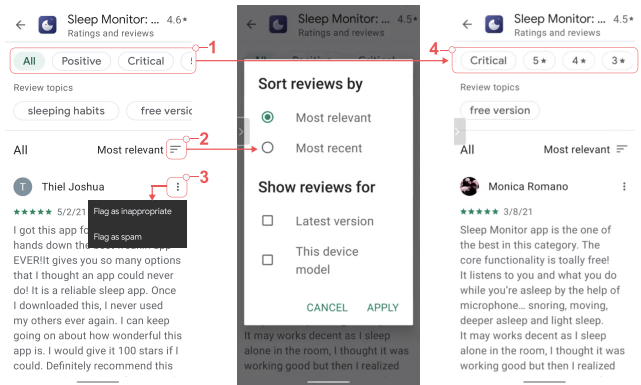 Sleep Monitor: ... 4.6★
Ratings and reviews
1
All Positive Critical
Review topics
sleeping habits free versic
2
All Most relevant
3
T Thiel Joshua
★★★★★ 5/2/21
Flag as inappropriate
Flag as spam
I got this app fo
hands down the best freakin app
EVER!It gives you so many options
that I thought an app could never
do! It is a reliable sleep app. Once
I downloaded this, I never used
my others ever again. I can keep
going on about how wonderful this
app is. I would give it 100 stars if I
could. Definitely recommend this
Sleep Monitor: ... 4.5★
Ratings and reviews
All Positive Critical
Sort reviews by
Most relevant
Most recent
Show reviews for
Latest version
This device
model
CANCEL APPLY
It may works decent as I sleep
alone in the room, I thought it was
working good but then I realized
Sleep Monitor: ... 4.5★
Ratings and reviews
4
Critical 5★ 4★ 3★
Review topics
free version
All Most relevant
Monica Romano
★★★★★ 3/8/21
Sleep Monitor app is the one of
the best in this category. The
core functionality is toally free!
It listens to you and what you do
while you're asleep by the help of
microphone... snoring, moving,
deeper asleep and light sleep.
It may works decent as I sleep
alone in the room, I thought it was
working good but then I realized